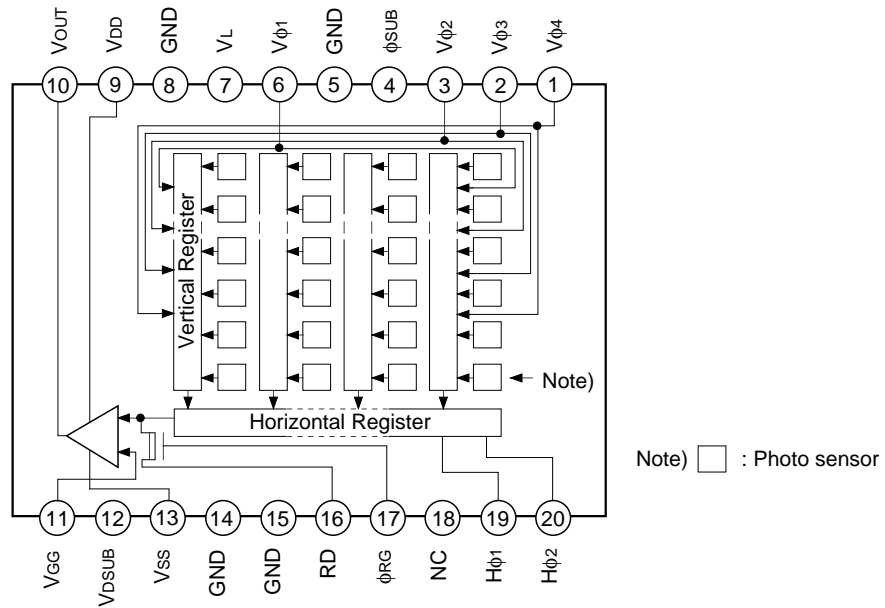 VOUT VDD GND VL Vϕ1 GND ϕSUB Vϕ2 Vϕ3 Vϕ4
10 9 8 7 6 5 4 3 2 1
Vertical Register
Note)
Horizontal Register
Note) : Photo sensor
11 12 13 14 15 16 17 18 19 20
VGG VDSUB VSS GND GND RD ϕRG NC Hϕ1 Hϕ2